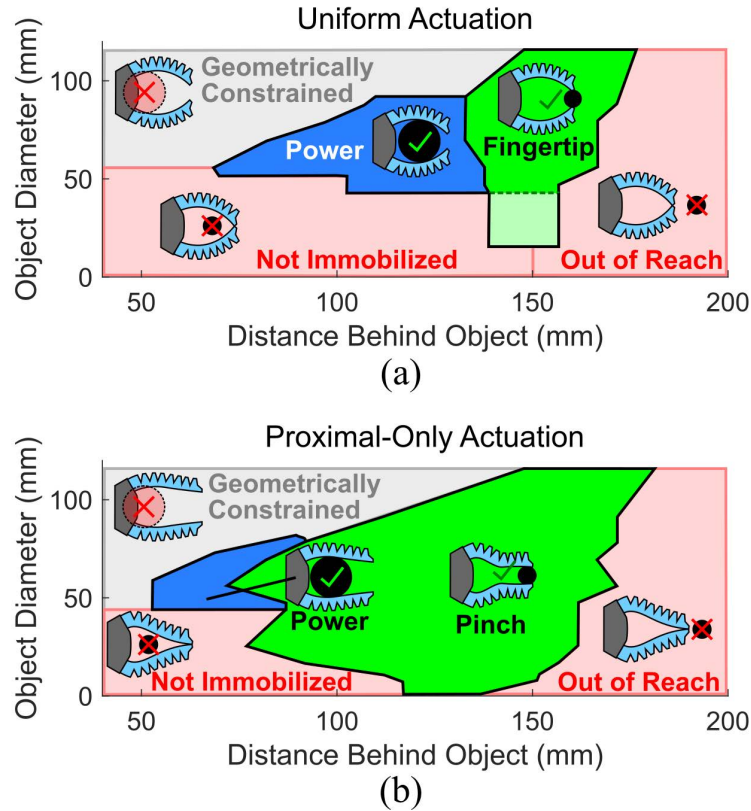 Uniform Actuation
Object Diameter (mm)
100
50
0
Geometrically
Constrained
Power
Fingertip
Not Immobilized
Out of Reach
50
100
150
200
Distance Behind Object (mm)
(a)
Proximal-Only Actuation
Object Diameter (mm)
100
50
0
Geometrically
Constrained
Power
Pinch
Not Immobilized
Out of Reach
50
100
150
200
Distance Behind Object (mm)
(b)